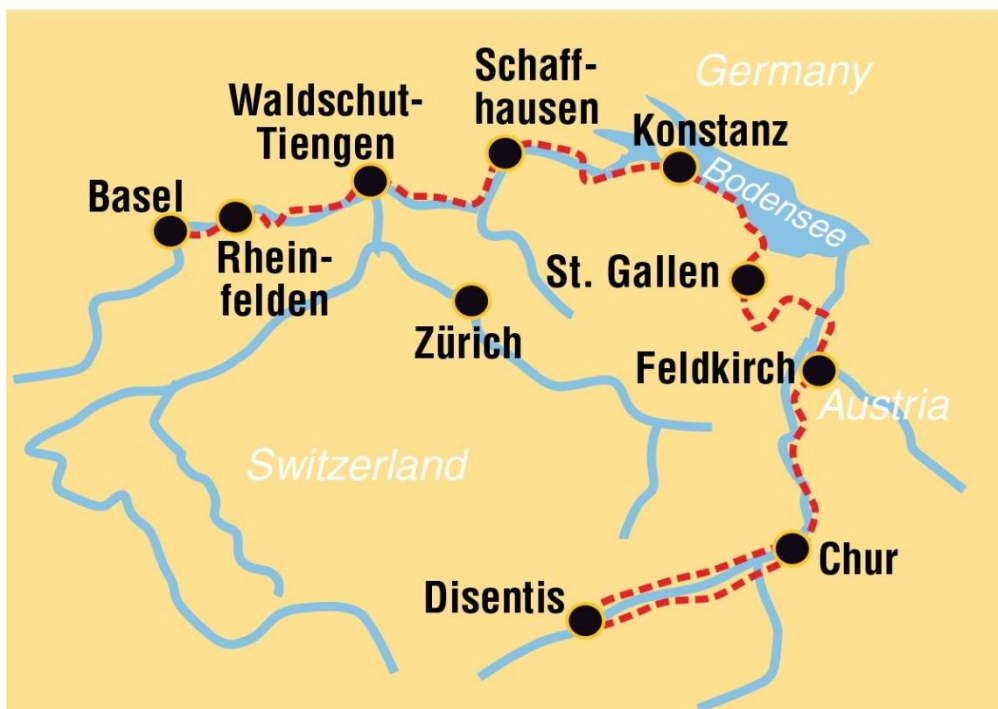 Schaff-
hausen
Germany
Waldschut-
Tiengen
Konstanz
Basel
Bodensee
Rhein-
felden
St. Gallen
Zürich
Feldkirch
Austria
Switzerland
Chur
Disentis